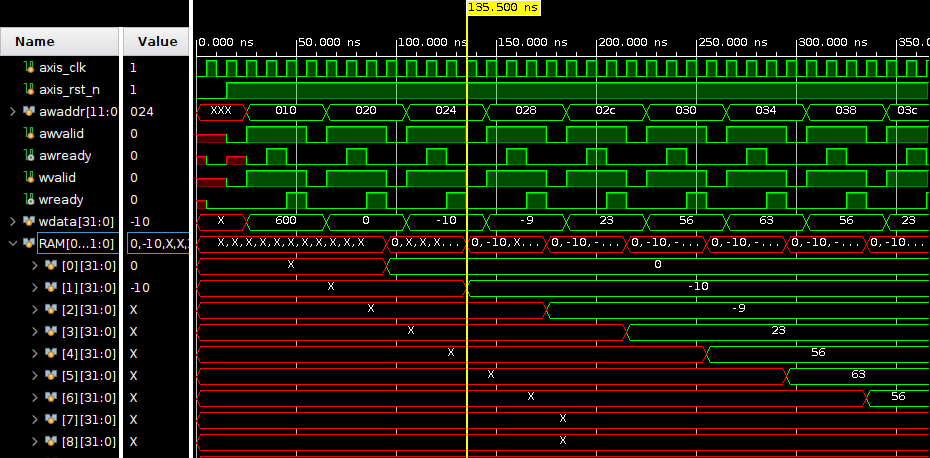 135.500 ns
Name Value 0.000 ns 50.000 ns 100.000 ns 150.000 ns 200.000 ns 250.000 ns 300.000 ns 350.
axis_clk 1
axis_rst_n 1
awaddr[11:0 024 XXX 010 020 024 028 02c 030 034 038 03c
awvalid 0
awready 0
wvalid 0
wready 0
wdata[31:0] -10 X 600 0 -10 -9 23 56 63 56 23
RAM[0...1:0] 0,-10,X,X, X,X,X,X,X,X,X,X,X,X,X 0,X,X,X... 0,-10,X... 0,-10,-... 0,-10,-... 0,-10,-... 0,-10,-... 0,-10...
[0][31:0] 0 X 0
[1][31:0] -10 X -10
[2][31:0] X X -9
[3][31:0] X X 23
[4][31:0] X X 56
[5][31:0] X X 63
[6][31:0] X X 56
[7][31:0] X X
[8][31:0] X X